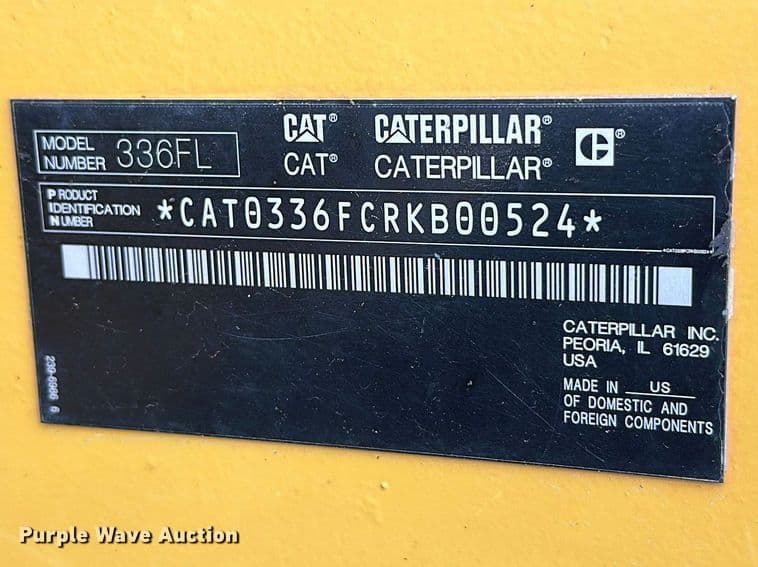 MODEL NUMBER 336FL
CAT® CATERPILLAR® ®
CAT® CATERPILLAR®
PRODUCT
IDENTIFICATION
NUMBER
*CAT0336FCRKB00524*
*CAT0336FCRKB00524*
CATERPILLAR INC.
PEORIA, IL 61629
USA
MADE IN US
OF DOMESTIC AND
FOREIGN COMPONENTS
Purple Wave Auction